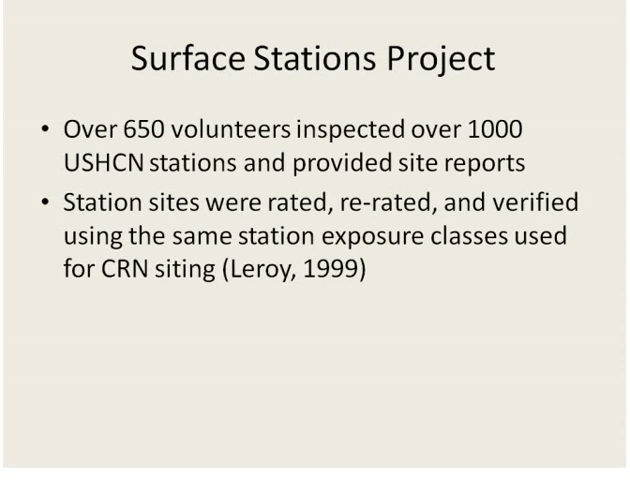 Surface Stations Project
• Over 650 volunteers inspected over 1000
USHCN stations and provided site reports
• Station sites were rated, re-rated, and verified
using the same station exposure classes used
for CRN siting (Leroy, 1999)